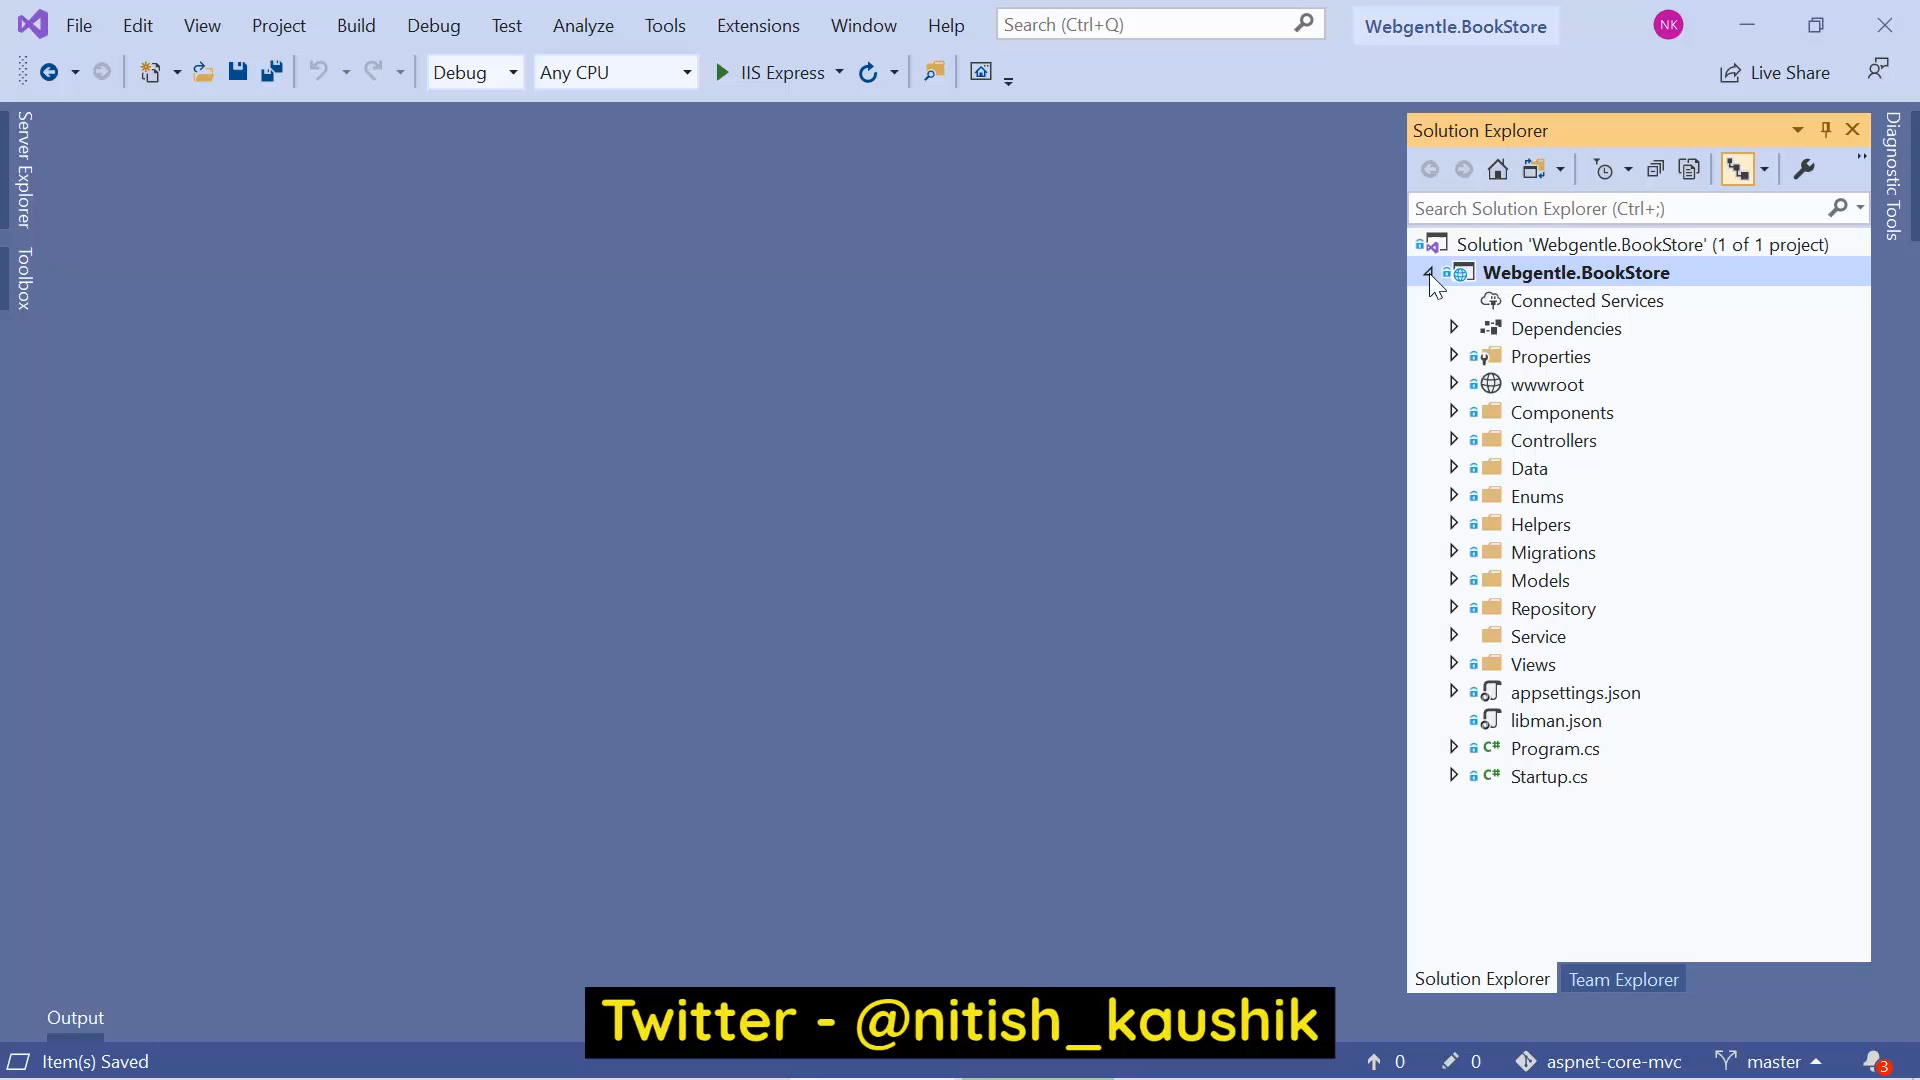 File Edit View Project Build Debug Test Analyze Tools Extensions Window Help Search (Ctrl+Q) Webgentle.BookStore NK
Debug Any CPU IIS Express Live Share
Server Explorer
Toolbox
Solution Explorer
Search Solution Explorer (Ctrl+;)
Solution 'Webgentle.BookStore' (1 of 1 project)
Webgentle.BookStore
Connected Services
Dependencies
Properties
wwwroot
Components
Controllers
Data
Enums
Helpers
Migrations
Models
Repository
Service
Views
appsettings.json
libman.json
C# Program.cs
C# Startup.cs
Solution Explorer Team Explorer
Diagnostic Tools
Output
Twitter - @nitish_kaushik
Item(s) Saved 0 0 aspnet-core-mvc master 3